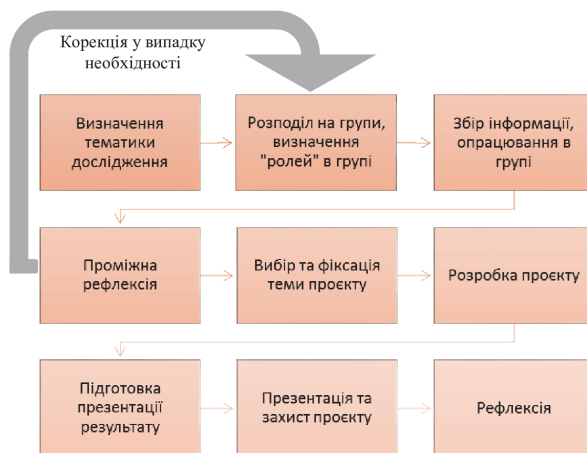 Корекція у випадку
необхідності
Визначення
тематики
дослідження
Розподіл на групи,
визначення
"ролей" в групі
Збір інформації,
опрацювання в
групі
Проміжна
рефлексія
Вибір та фіксація
теми проєкту
Розробка проєкту
Підготовка
презентації
результату
Презентація та
захист проєкту
Рефлексія